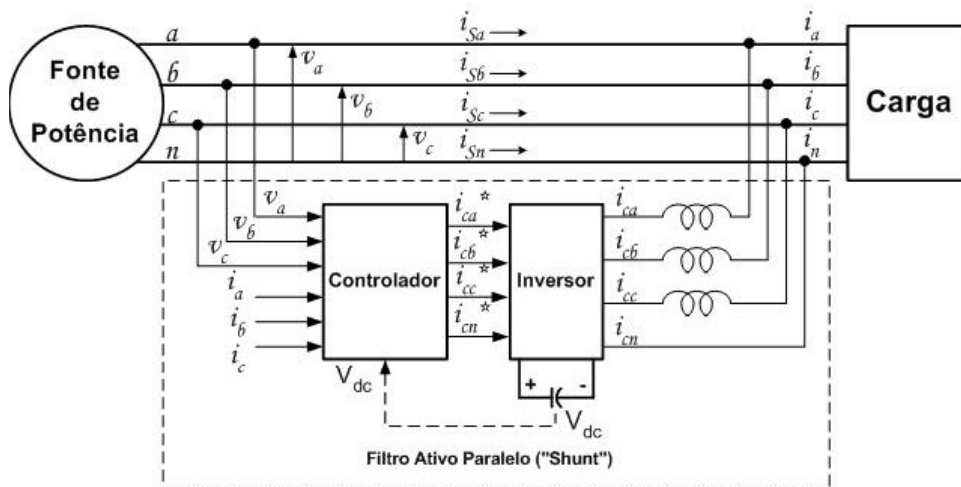 Fonte
de
Potência
a
b
c
n
v_a
v_b
v_c
i_Sa
i_Sb
i_Sc
i_Sn
i_a
i_b
i_c
i_n
Carga
v_a
v_b
v_c
i_a
i_b
i_c
Controlador
V_dc
i_ca*
i_cb*
i_cc*
i_cn*
Inversor
+ -
V_dc
i_ca
i_cb
i_cc
i_cn
Filtro Ativo Paralelo ("Shunt")